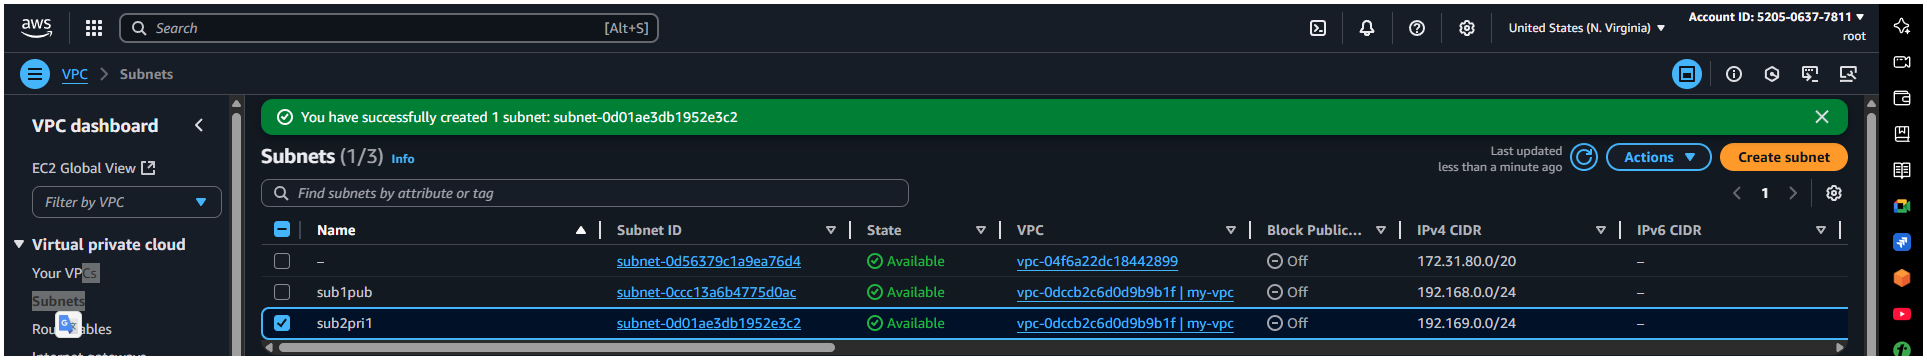 aws
Search [Alt+S]
United States (N. Virginia)
Account ID: 5205-0637-7811
root
VPC > Subnets
VPC dashboard
EC2 Global View
Filter by VPC
Virtual private cloud
Your VPCs
Subnets
You have successfully created 1 subnet: subnet-0d01ae3db1952e3c2
Subnets (1/3) Info
Last updated
less than a minute ago
Actions
Create subnet
Find subnets by attribute or tag
1
Name Subnet ID State VPC Block Public... IPv4 CIDR IPv6 CIDR
– subnet-0d56379c1a9ea76d4 Available vpc-04f6a22dc18442899 Off 172.31.80.0/20 –
sub1pub subnet-0ccc13a6b4775d0ac Available vpc-0dccb2c6d0d9b9b1f | my-vpc Off 192.168.0.0/24 –
sub2pri1 subnet-0d01ae3db1952e3c2 Available vpc-0dccb2c6d0d9b9b1f | my-vpc Off 192.169.0.0/24 –